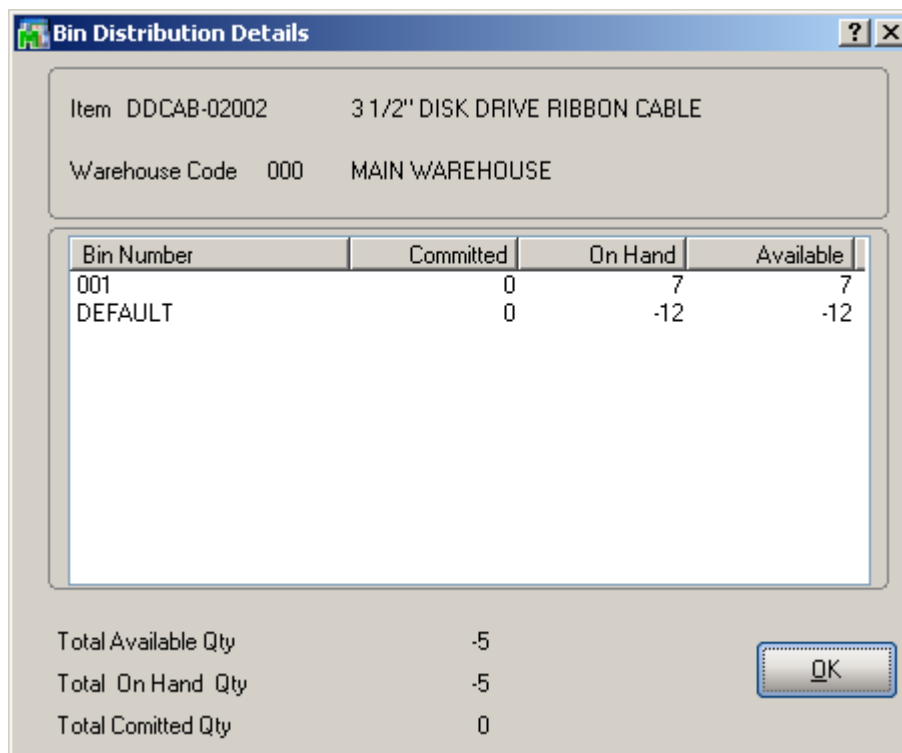 Bin Distribution Details
Item DDCAB-02002 3 1/2" DISK DRIVE RIBBON CABLE
Warehouse Code 000 MAIN WAREHOUSE
Bin Number Committed On Hand Available
001 0 7 7
DEFAULT 0 -12 -12
Total Available Qty -5
Total On Hand Qty -5
OK
Total Comitted Qty 0